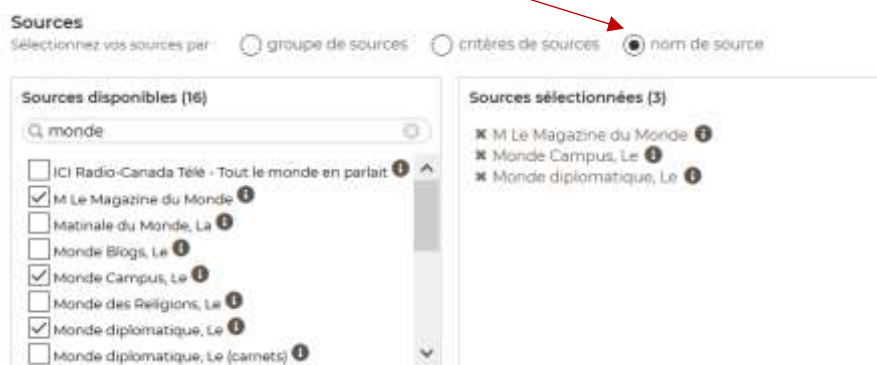 Sources
Sélectionnez vos sources par : groupe de sources critères de sources nom de source
Sources disponibles (16)
monde
ICI Radio-Canada Télé - Tout le monde en parlait
M Le Magazine du Monde
Matinale du Monde, La
Monde Blogs, Le
Monde Campus, Le
Monde des Religions, Le
Monde diplomatique, Le
Monde diplomatique, Le (carnets)
Sources sélectionnées (3)
M Le Magazine du Monde
Monde Campus, Le
Monde diplomatique, Le